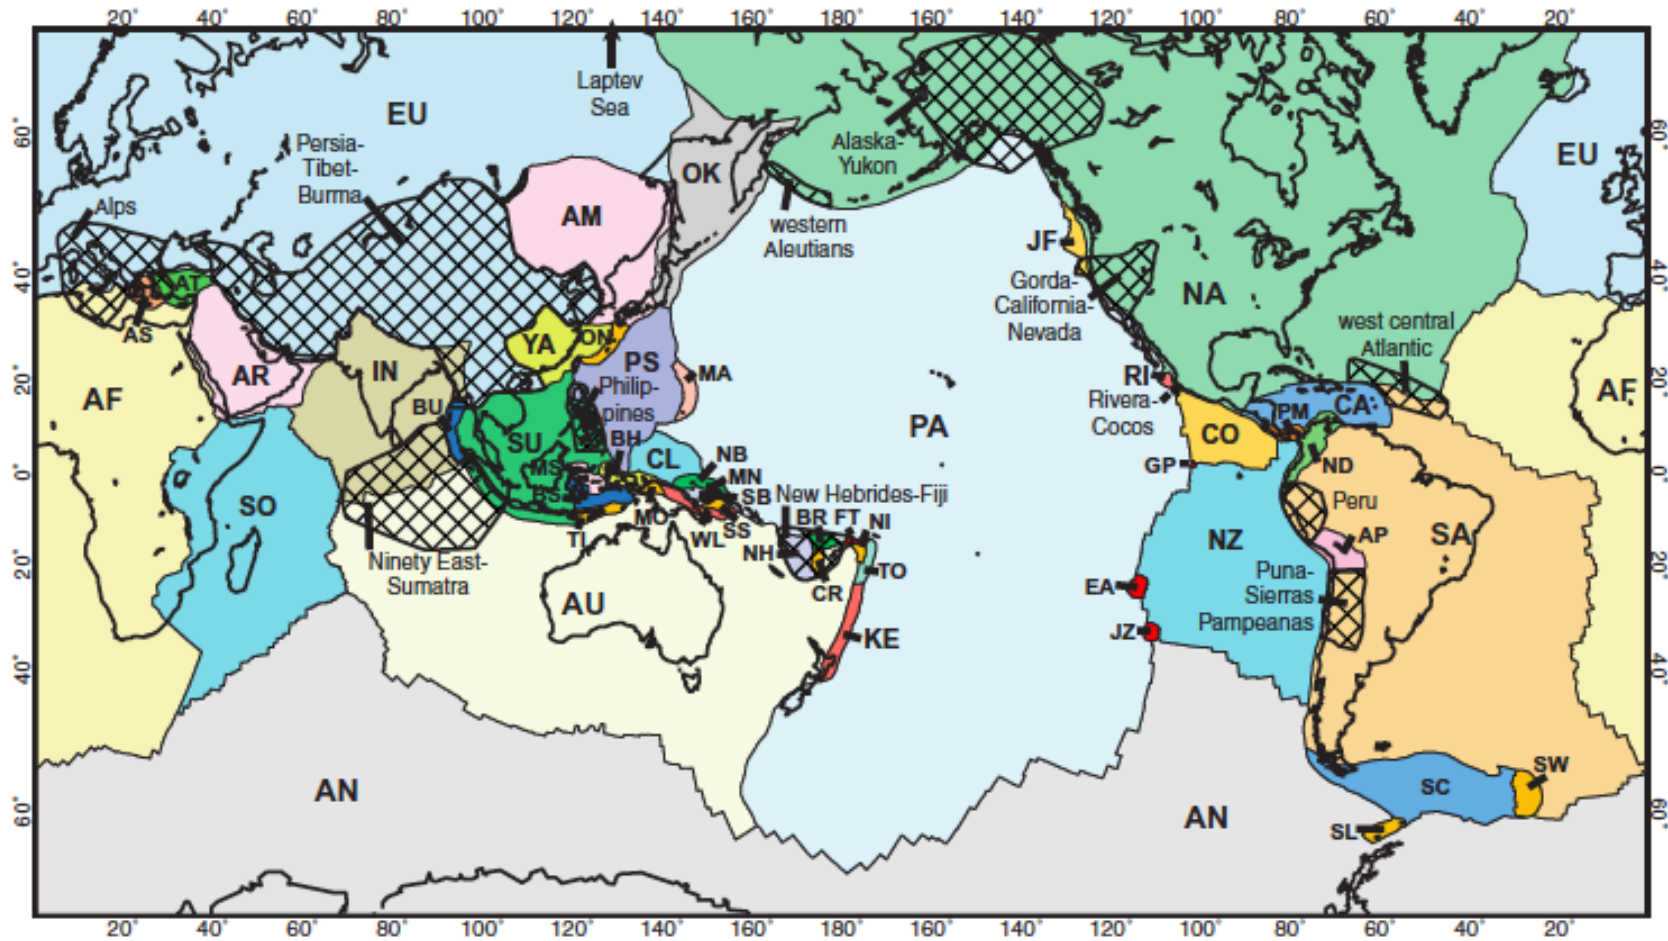 20° 40° 60° 80° 100° 120° 140° 160° 180° 160° 140° 120° 100° 80° 60° 40° 20°
60°
40°
20°
0°
20°
40°
60°
60°
40°
20°
0°
20°
40°
60°
Laptev
Sea
EU
Persia-
Tibet-
Burma
Alps
OK
AM
Alaska-
Yukon
western
Aleutians
EU
JF
Gorda-
California-
Nevada
NA
west central
Atlantic
AT
AS
AR
AF
IN
BU
YA
ON
PS
MA
Philip-
pines
BH
SU
MS
BS
CL
NB
MN
SB
SS
WL
MO
TI
New Hebrides-Fiji
BR
FT
NI
NH
CR
TO
KE
PA
RI
Rivera-
Cocos
CO
GP
PM
CA
ND
AF
Peru
AP
SA
NZ
Puna-
Sierras
Pampeanas
EA
JZ
SO
Ninety East-
Sumatra
AU
AN
AN
SC
SW
SL
20° 40° 60° 80° 100° 120° 140° 160° 180° 160° 140° 120° 100° 80° 60° 40° 20°